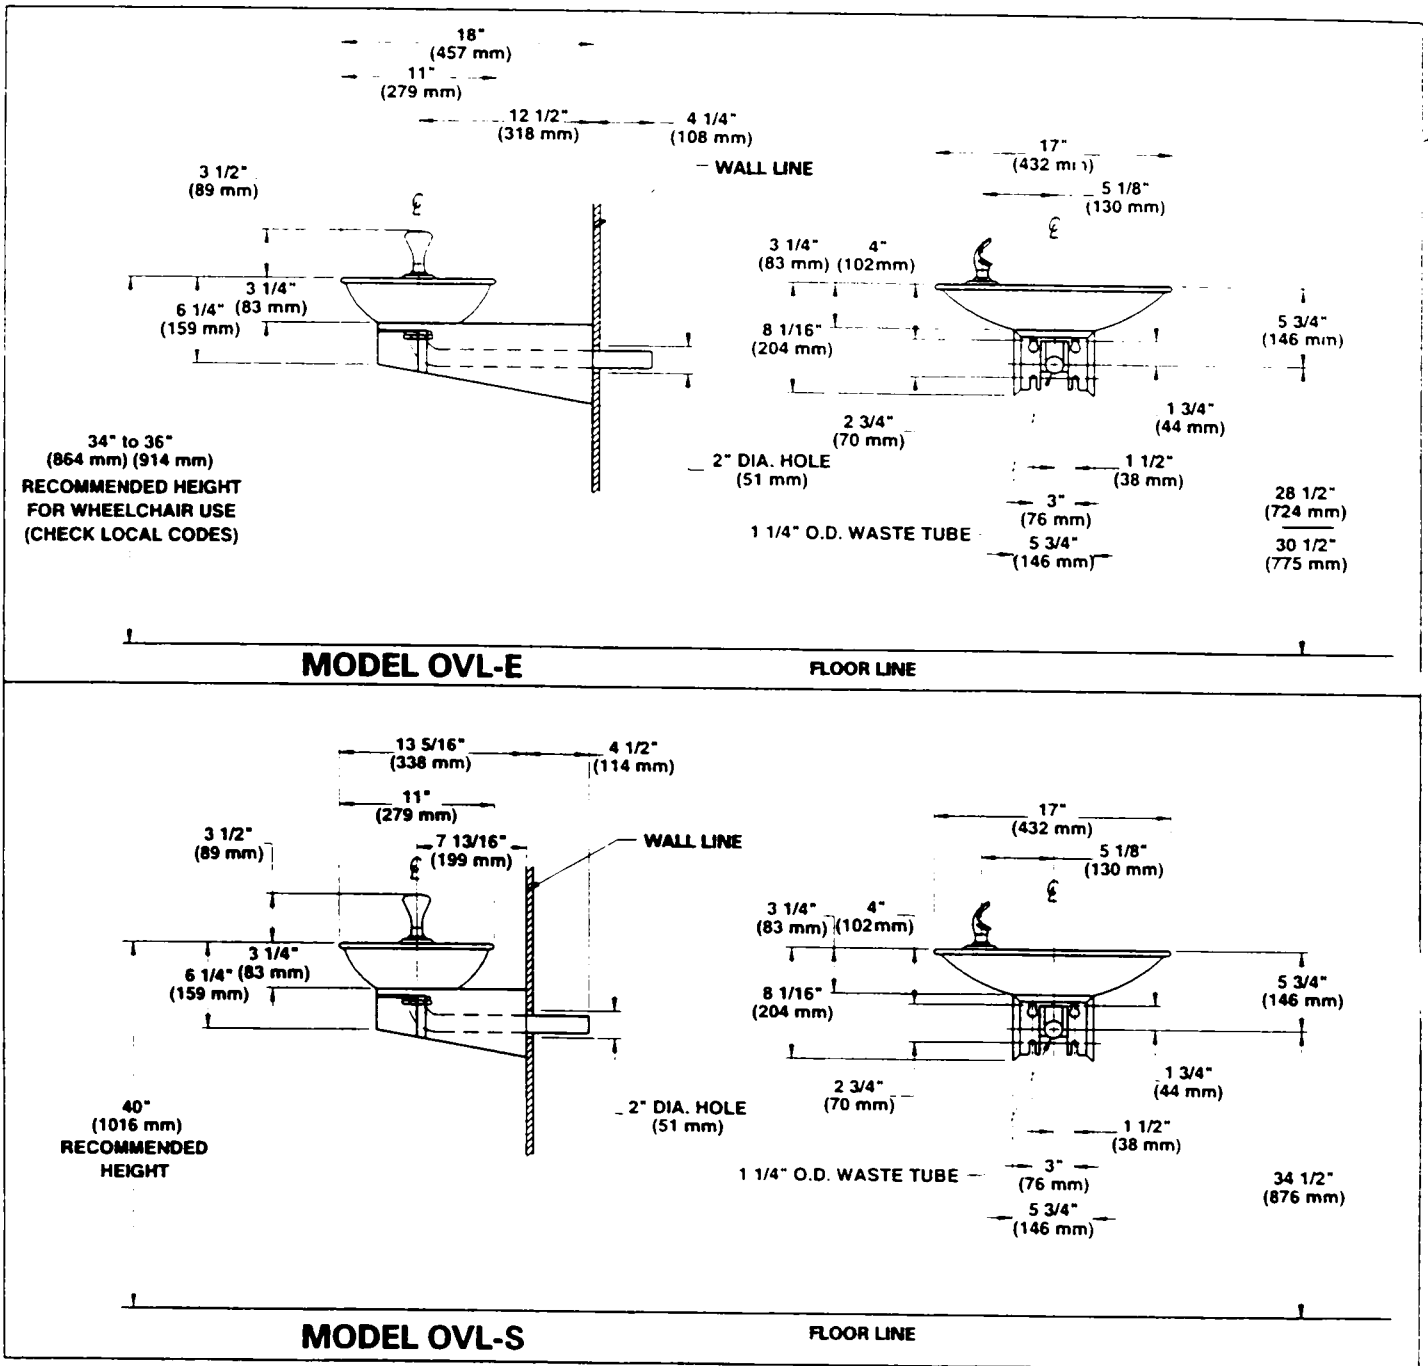 18"
(457 mm)
11"
(279 mm)
12 1/2"
(318 mm)
4 1/4"
(108 mm)
WALL LINE
3 1/2"
(89 mm)
3 1/4"
(83 mm)
6 1/4"
(159 mm)
34" to 36"
(864 mm) (914 mm)
RECOMMENDED HEIGHT
FOR WHEELCHAIR USE
(CHECK LOCAL CODES)
2" DIA. HOLE
(51 mm)
17"
(432 mm)
5 1/8"
(130 mm)
3 1/4"
(83 mm)
4"
(102mm)
8 1/16"
(204 mm)
5 3/4"
(146 mm)
2 3/4"
(70 mm)
1 3/4"
(44 mm)
1 1/2"
(38 mm)
3"
(76 mm)
1 1/4" O.D. WASTE TUBE
5 3/4"
(146 mm)
28 1/2"
(724 mm)
30 1/2"
(775 mm)
MODEL OVL-E
FLOOR LINE
13 5/16"
(338 mm)
4 1/2"
(114 mm)
11"
(279 mm)
7 13/16"
(199 mm)
WALL LINE
3 1/2"
(89 mm)
3 1/4"
(83 mm)
6 1/4"
(159 mm)
40"
(1016 mm)
RECOMMENDED
HEIGHT
2" DIA. HOLE
(51 mm)
17"
(432 mm)
5 1/8"
(130 mm)
3 1/4"
(83 mm)
4"
(102mm)
8 1/16"
(204 mm)
5 3/4"
(146 mm)
2 3/4"
(70 mm)
1 3/4"
(44 mm)
1 1/2"
(38 mm)
1 1/4" O.D. WASTE TUBE
3"
(76 mm)
5 3/4"
(146 mm)
34 1/2"
(876 mm)
MODEL OVL-S
FLOOR LINE